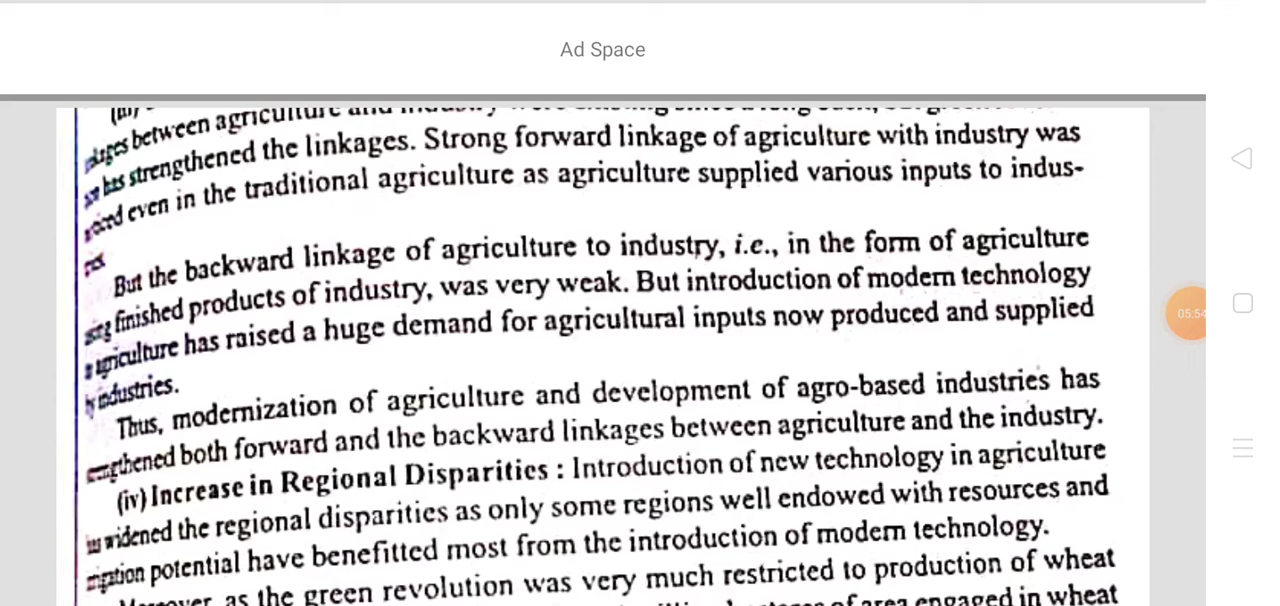 Ad Space
between agriculture and
strengthened the linkages. Strong forward linkage of agriculture with industry was
even in the traditional agriculture as agriculture supplied various inputs to indus-
But the backward linkage of agriculture to industry, i.e., in the form of agriculture
finished products of industry, was very weak. But introduction of modern technology
agriculture has raised a huge demand for agricultural inputs now produced and supplied
industries.
Thus, modernization of agriculture and development of agro-based industries has
both forward and the backward linkages between agriculture and the industry.
(iv) Increase in Regional Disparities : Introduction of new technology in agriculture
widened the regional disparities as only some regions well endowed with resources and
potential have benefitted most from the introduction of modern technology.
as the green revolution was very much restricted to production of wheat
of area engaged in wheat
05:54